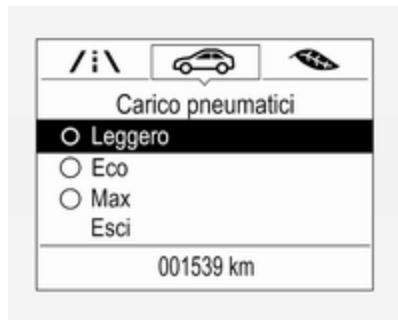 Carico pneumatici
Leggero
Eco
Max
Esci
001539 km